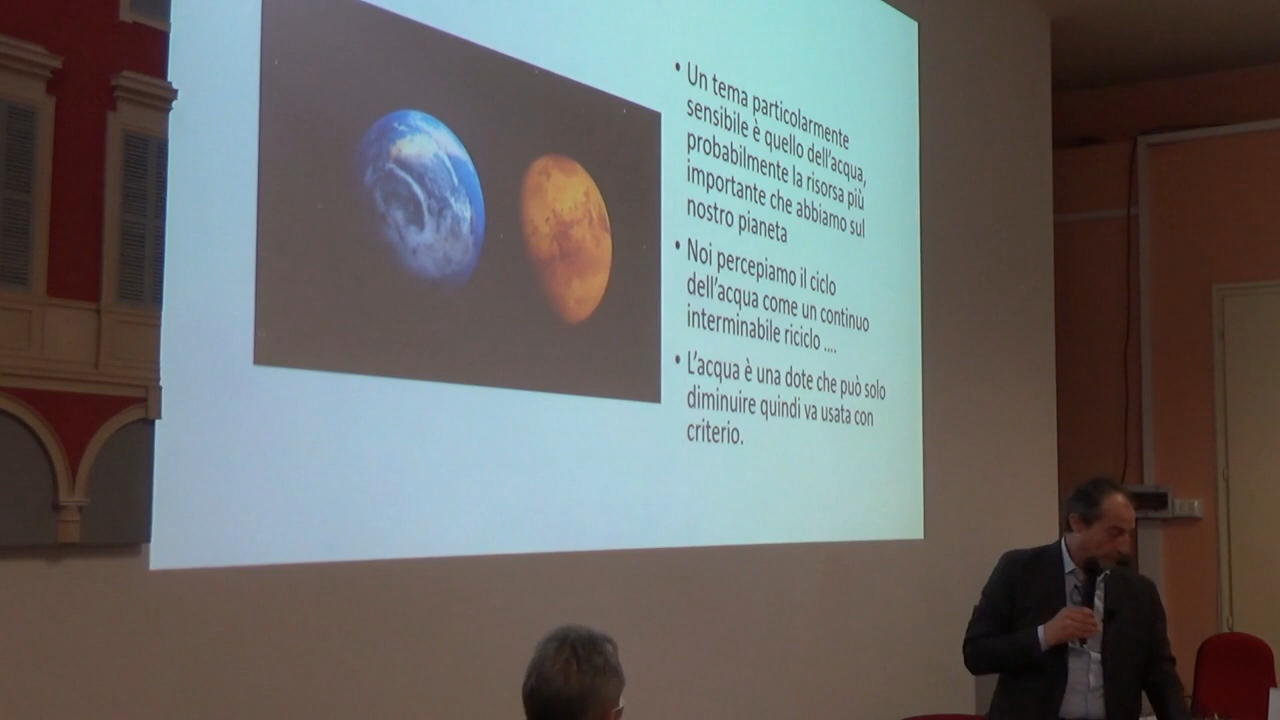 • Un tema particolarmente
sensibile è quello dell'acqua,
probabilmente la risorsa più
importante che abbiamo sul
nostro pianeta
• Noi percepiamo il ciclo
dell'acqua come un continuo
interminabile riciclo ....
• L'acqua è una dote che può solo
diminuire quindi va usata con
criterio.